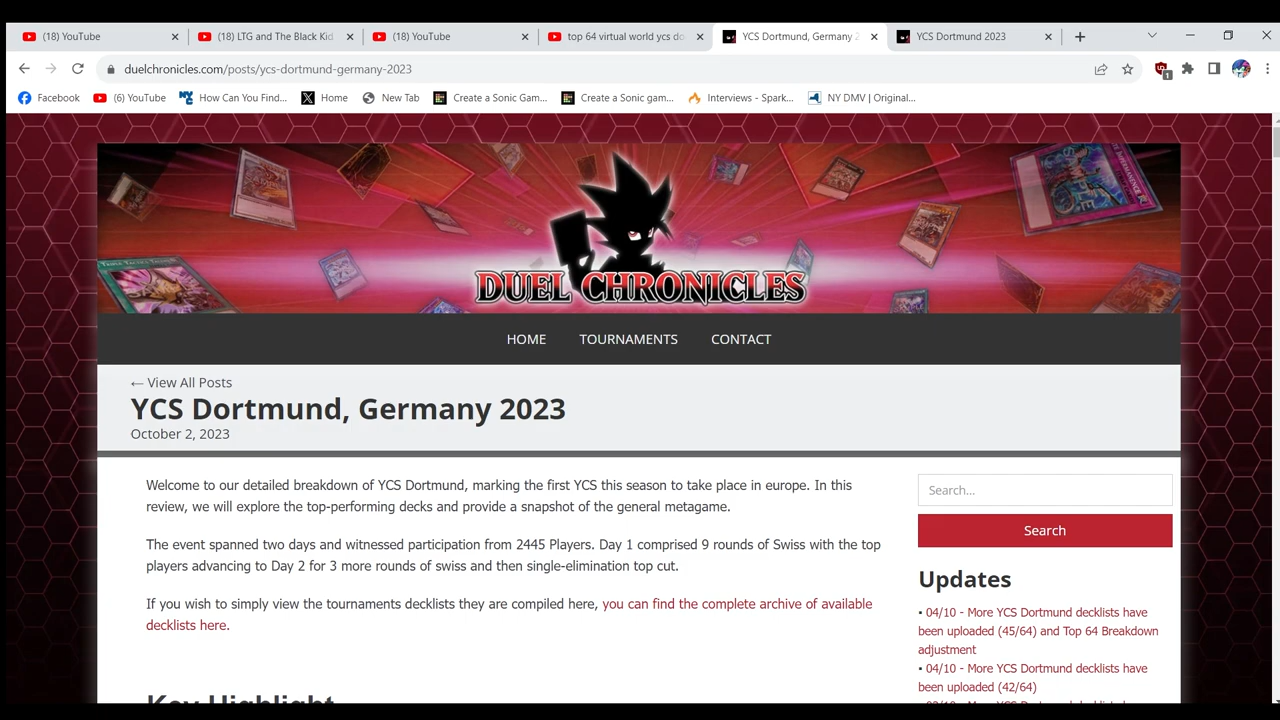 (18) YouTube
(18) LTG and The Black Kid
(18) YouTube
top 64 virtual world ycs do
YCS Dortmund, Germany 2
YCS Dortmund 2023
duelchronicles.com/posts/ycs-dortmund-germany-2023
1
Facebook
(6) YouTube
How Can You Find...
Home
New Tab
Create a Sonic Gam...
Create a Sonic gam...
Interviews - Spark...
NY DMV | Original...
DUEL CHRONICLES
HOME
TOURNAMENTS
CONTACT
← View All Posts
YCS Dortmund, Germany 2023
October 2, 2023
Welcome to our detailed breakdown of YCS Dortmund, marking the first YCS this season to take place in europe. In this
review, we will explore the top-performing decks and provide a snapshot of the general metagame.
The event spanned two days and witnessed participation from 2445 Players. Day 1 comprised 9 rounds of Swiss with the top
players advancing to Day 2 for 3 more rounds of swiss and then single-elimination top cut.
If you wish to simply view the tournaments decklists they are compiled here, you can find the complete archive of available
decklists here.
Key Highlight
Search...
Search
Updates
• 04/10 - More YCS Dortmund decklists have
been uploaded (45/64) and Top 64 Breakdown
adjustment
• 04/10 - More YCS Dortmund decklists have
been uploaded (42/64)